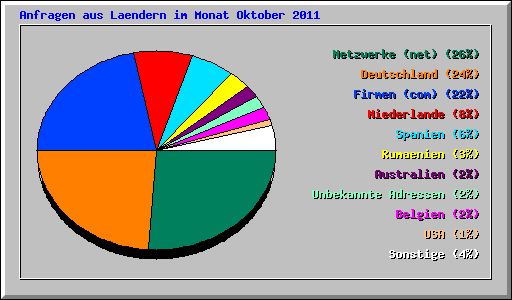 Anfragen aus Laendern im Monat Oktober 2011
Netzwerke (net) (26%)
Deutschland (24%)
Firmen (com) (22%)
Niederlande (8%)
Spanien (6%)
Rumaenien (3%)
Australien (2%)
Unbekannte Adressen (2%)
Belgien (2%)
USA (1%)
Sonstige (4%)